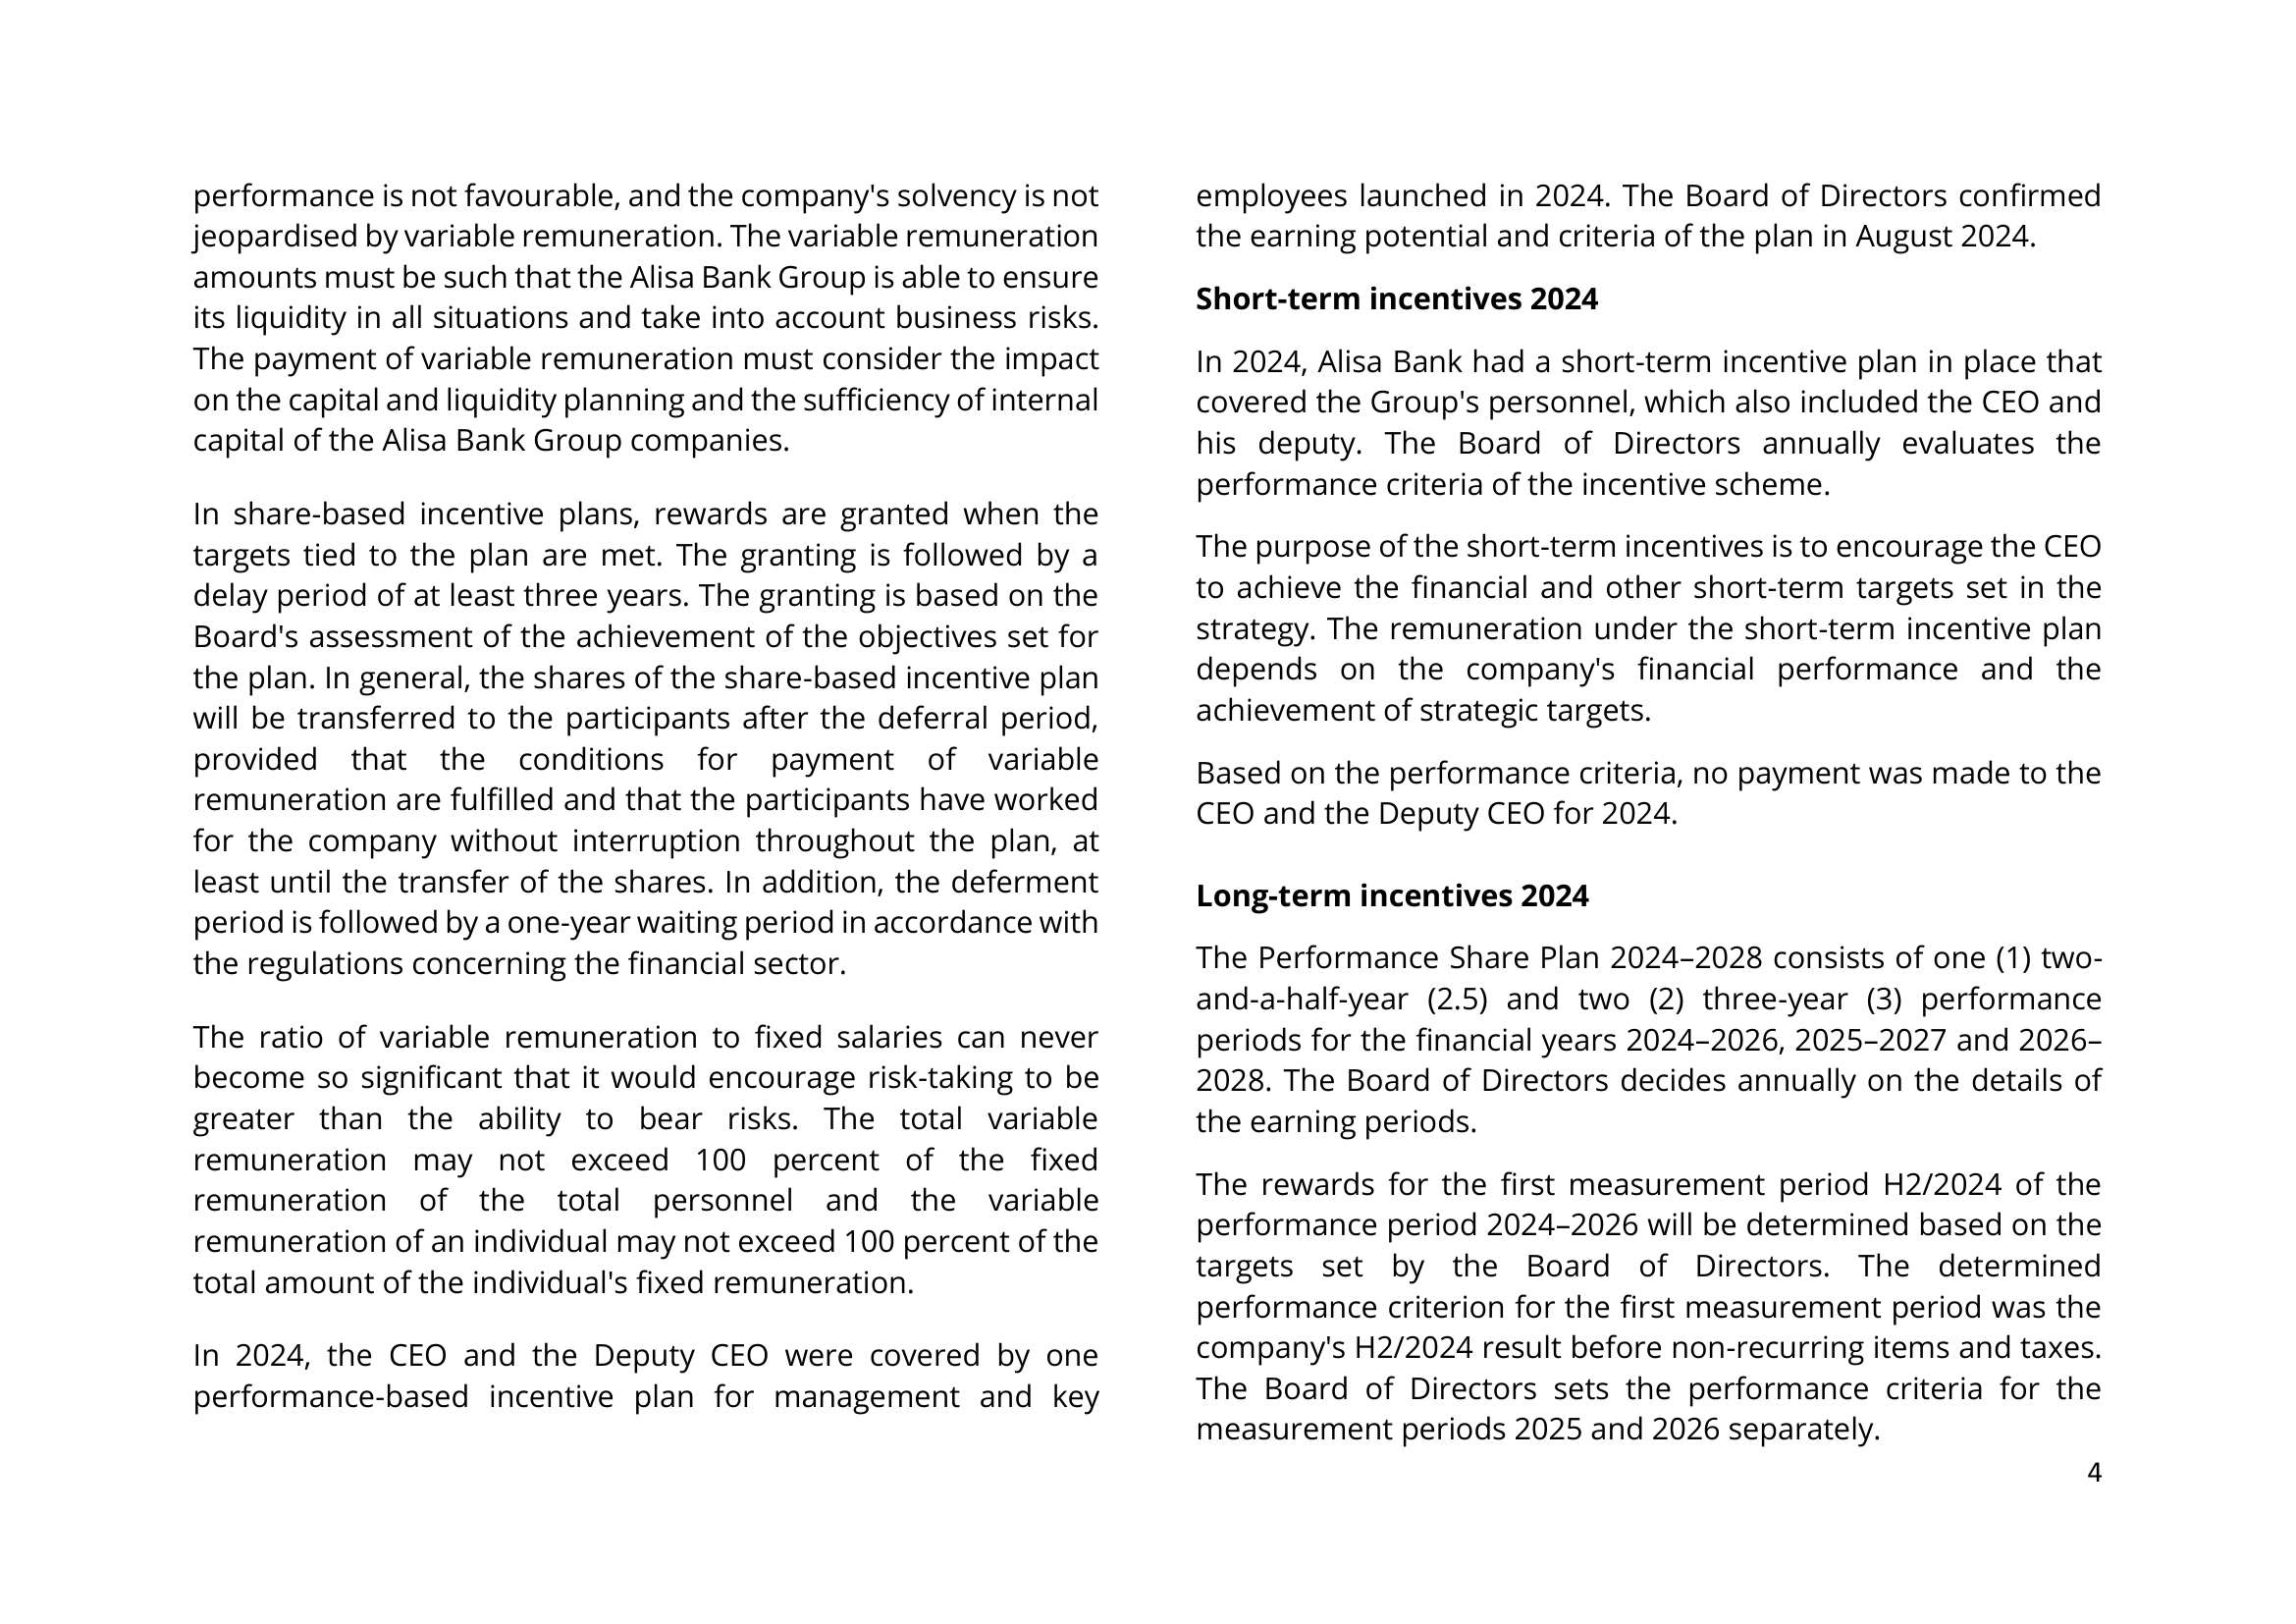 performance is not favourable, and the company's solvency is not
jeopardised by variable remuneration. The variable remuneration
amounts must be such that the Alisa Bank Group is able to ensure
its liquidity in all situations and take into account business risks.
The payment of variable remuneration must consider the impact
on the capital and liquidity planning and the sufficiency of internal
capital of the Alisa Bank Group companies.
In share-based incentive plans, rewards are granted when the
targets tied to the plan are met. The granting is followed by a
delay period of at least three years. The granting is based on the
Board's assessment of the achievement of the objectives set for
the plan. In general, the shares of the share-based incentive plan
will be transferred to the participants after the deferral period,
provided that the conditions for payment of variable
remuneration are fulfilled and that the participants have worked
for the company without interruption throughout the plan, at
least until the transfer of the shares. In addition, the deferment
period is followed by a one-year waiting period in accordance with
the regulations concerning the financial sector.
The ratio of variable remuneration to fixed salaries can never
become so significant that it would encourage risk-taking to be
greater than the ability to bear risks. The total variable
remuneration may not exceed 100 percent of the fixed
remuneration of the total personnel and the variable
remuneration of an individual may not exceed 100 percent of the
total amount of the individual's fixed remuneration.
In 2024, the CEO and the Deputy CEO were covered by one
performance-based incentive plan for management and key
employees launched in 2024. The Board of Directors confirmed
the earning potential and criteria of the plan in August 2024.
Short-term incentives 2024
In 2024, Alisa Bank had a short-term incentive plan in place that
covered the Group's personnel, which also included the CEO and
his deputy. The Board of Directors annually evaluates the
performance criteria of the incentive scheme.
The purpose of the short-term incentives is to encourage the CEO
to achieve the financial and other short-term targets set in the
strategy. The remuneration under the short-term incentive plan
depends on the company's financial performance and the
achievement of strategic targets.
Based on the performance criteria, no payment was made to the
CEO and the Deputy CEO for 2024.
Long-term incentives 2024
The Performance Share Plan 2024–2028 consists of one (1) two-
and-a-half-year (2.5) and two (2) three-year (3) performance
periods for the financial years 2024–2026, 2025–2027 and 2026–
2028. The Board of Directors decides annually on the details of
the earning periods.
The rewards for the first measurement period H2/2024 of the
performance period 2024–2026 will be determined based on the
targets set by the Board of Directors. The determined
performance criterion for the first measurement period was the
company's H2/2024 result before non-recurring items and taxes.
The Board of Directors sets the performance criteria for the
measurement periods 2025 and 2026 separately.
4